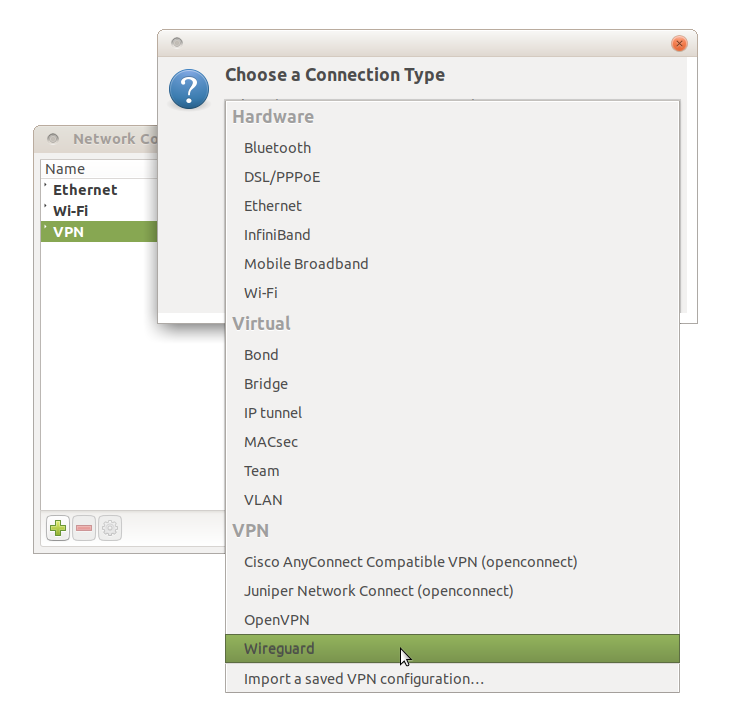 Choose a Connection Type
Hardware
Bluetooth
DSL/PPPoE
Ethernet
InfiniBand
Mobile Broadband
Wi-Fi
Virtual
Bond
Bridge
IP tunnel
MACsec
Team
VLAN
VPN
Cisco AnyConnect Compatible VPN (openconnect)
Juniper Network Connect (openconnect)
OpenVPN
Wireguard
Import a saved VPN configuration...
Network Co
Name
Ethernet
Wi-Fi
VPN